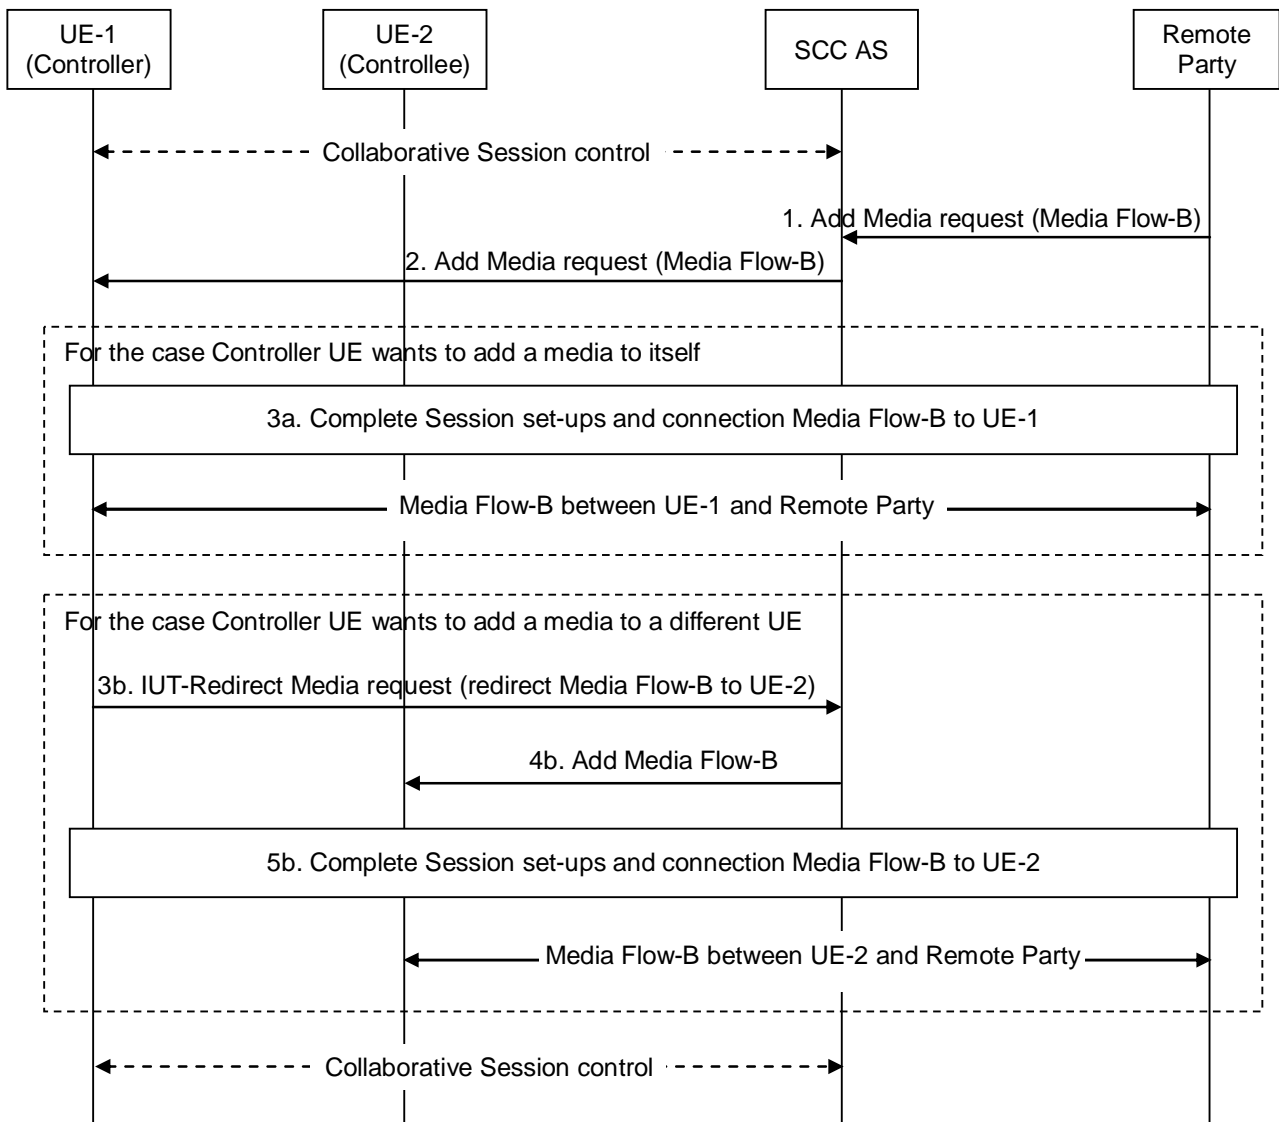 UE-1
(Controller)
UE-2
(Controllee)
SCC AS
Remote
Party
Collaborative Session control
1. Add Media request (Media Flow-B)
2. Add Media request (Media Flow-B)
For the case Controller UE wants to add a media to itself
3a. Complete Session set-ups and connection Media Flow-B to UE-1
Media Flow-B between UE-1 and Remote Party
For the case Controller UE wants to add a media to a different UE
3b. IUT-Redirect Media request (redirect Media Flow-B to UE-2)
4b. Add Media Flow-B
5b. Complete Session set-ups and connection Media Flow-B to UE-2
Media Flow-B between UE-2 and Remote Party
Collaborative Session control